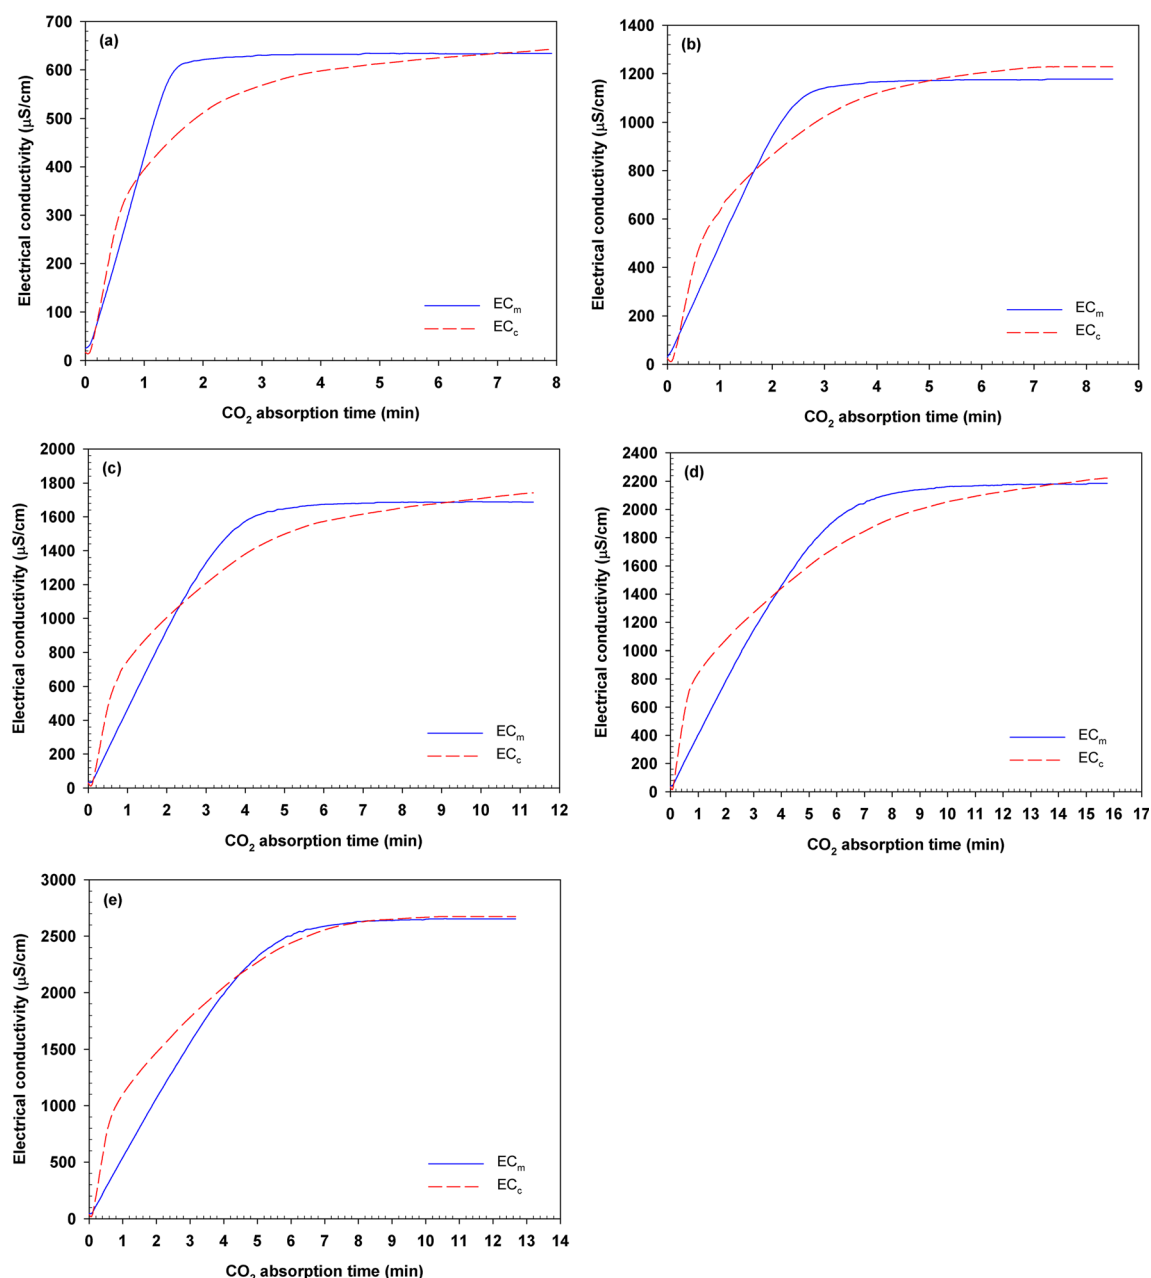 (a)
Electrical conductivity (µS/cm)
700
600
500
400
300
200
100
0
0 1 2 3 4 5 6 7 8
CO₂ absorption time (min)
ECₘ
EC꜀
(b)
Electrical conductivity (µS/cm)
1400
1200
1000
800
600
400
200
0
0 1 2 3 4 5 6 7 8 9
CO₂ absorption time (min)
ECₘ
EC꜀
(c)
Electrical conductivity (µS/cm)
2000
1800
1600
1400
1200
1000
800
600
400
200
0
0 1 2 3 4 5 6 7 8 9 10 11 12
CO₂ absorption time (min)
ECₘ
EC꜀
(d)
Electrical conductivity (µS/cm)
2400
2200
2000
1800
1600
1400
1200
1000
800
600
400
200
0
0 1 2 3 4 5 6 7 8 9 10 11 12 13 14 15 16 17
CO₂ absorption time (min)
ECₘ
EC꜀
(e)
Electrical conductivity (µS/cm)
3000
2500
2000
1500
1000
500
0
0 1 2 3 4 5 6 7 8 9 10 11 12 13 14
CO₂ absorption time (min)
ECₘ
EC꜀